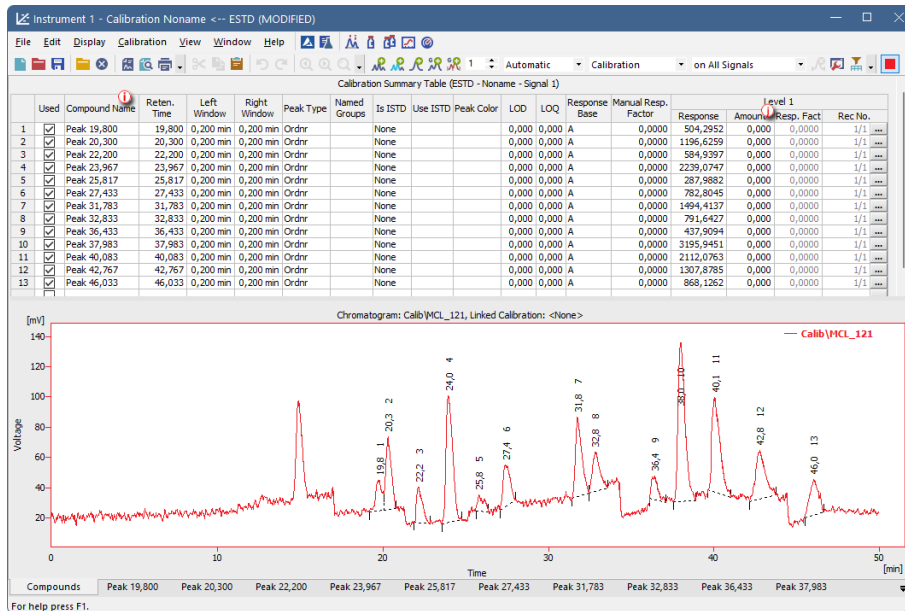 Instrument 1 - Calibration Noname <-- ESTD (MODIFIED)
File Edit Display Calibration View Window Help
1 Automatic Calibration on All Signals
Calibration Summary Table (ESTD - Noname - Signal 1)
Used Compound Name Reten. Time Left Window Right Window Peak Type Named Groups Is ISTD Use ISTD Peak Color LOD LOQ Response Base Manual Resp. Factor Level 1
Response Amount Resp. Fact Rec No.
1 Peak 19,800 19,800 0,200 min 0,200 min Ordnr None 0,000 0,000 A 0,0000 504,2952 0,000 0,0000 1/1 ...
2 Peak 20,300 20,300 0,200 min 0,200 min Ordnr None 0,000 0,000 A 0,0000 1196,6259 0,000 0,0000 1/1 ...
3 Peak 22,200 22,200 0,200 min 0,200 min Ordnr None 0,000 0,000 A 0,0000 584,9397 0,000 0,0000 1/1 ...
4 Peak 23,967 23,967 0,200 min 0,200 min Ordnr None 0,000 0,000 A 0,0000 2239,0747 0,000 0,0000 1/1 ...
5 Peak 25,817 25,817 0,200 min 0,200 min Ordnr None 0,000 0,000 A 0,0000 287,9882 0,000 0,0000 1/1 ...
6 Peak 27,433 27,433 0,200 min 0,200 min Ordnr None 0,000 0,000 A 0,0000 782,8045 0,000 0,0000 1/1 ...
7 Peak 31,783 31,783 0,200 min 0,200 min Ordnr None 0,000 0,000 A 0,0000 1494,4137 0,000 0,0000 1/1 ...
8 Peak 32,833 32,833 0,200 min 0,200 min Ordnr None 0,000 0,000 A 0,0000 791,6427 0,000 0,0000 1/1 ...
9 Peak 36,433 36,433 0,200 min 0,200 min Ordnr None 0,000 0,000 A 0,0000 437,9094 0,000 0,0000 1/1 ...
10 Peak 37,983 37,983 0,200 min 0,200 min Ordnr None 0,000 0,000 A 0,0000 3195,9451 0,000 0,0000 1/1 ...
11 Peak 40,083 40,083 0,200 min 0,200 min Ordnr None 0,000 0,000 A 0,0000 2112,0763 0,000 0,0000 1/1 ...
12 Peak 42,767 42,767 0,200 min 0,200 min Ordnr None 0,000 0,000 A 0,0000 1307,8785 0,000 0,0000 1/1 ...
13 Peak 46,033 46,033 0,200 min 0,200 min Ordnr None 0,000 0,000 A 0,0000 868,1262 0,000 0,0000 1/1 ...
Chromatogram: Calib\MCL_121, Linked Calibration: <None>
[mV]
Calib\MCL_121
140
120
100
80
60
40
20
Voltage
19,8 1
20,3 2
22,2 3
24,0 4
25,8 5
27,4 6
31,8 7
32,8 8
36,4 9
38,0 10
40,1 11
42,8 12
46,0 13
0 10 20 30 40 50
Time
[min]
Compounds Peak 19,800 Peak 20,300 Peak 22,200 Peak 23,967 Peak 25,817 Peak 27,433 Peak 31,783 Peak 32,833 Peak 36,433 Peak 37,983
For help press F1.